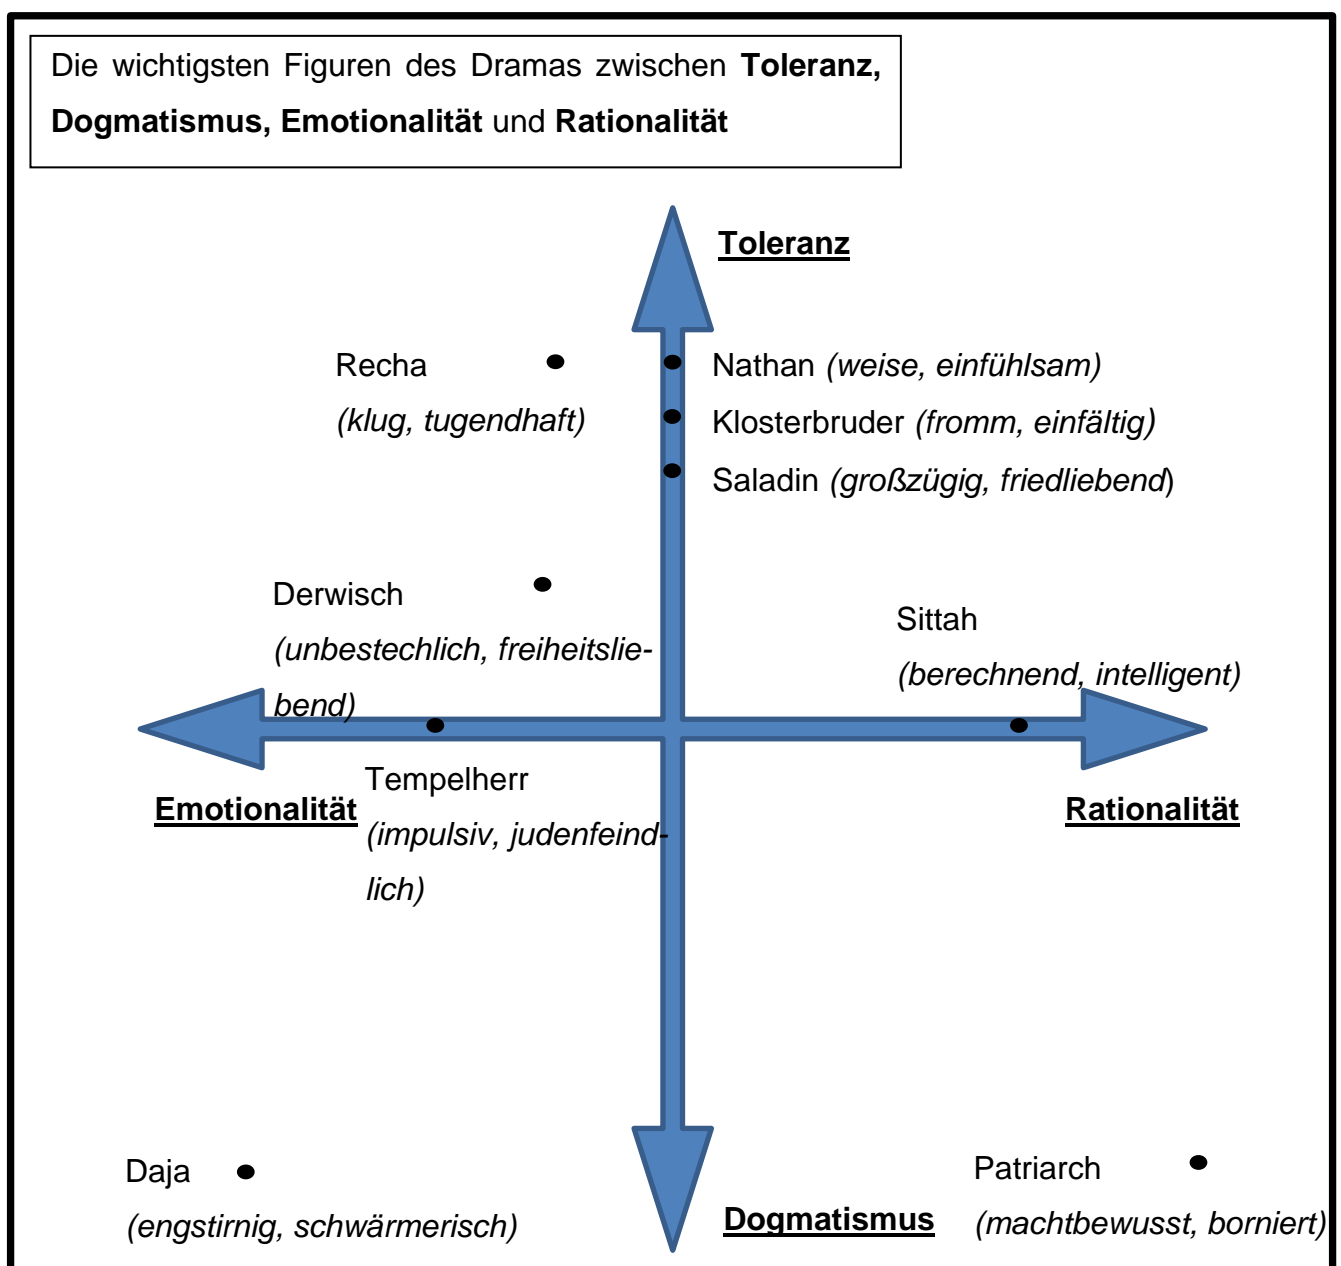 Die wichtigsten Figuren des Dramas zwischen Toleranz,
Dogmatismus, Emotionalität und Rationalität
Toleranz
Recha
(klug, tugendhaft)
Nathan (weise, einfühlsam)
Klosterbruder (fromm, einfältig)
Saladin (großzügig, friedliebend)
Derwisch
(unbestechlich, freiheitslie-
bend)
Sittah
(berechnend, intelligent)
Emotionalität
Tempelherr
(impulsiv, judenfeind-
lich)
Rationalität
Daja
(engstirnig, schwärmerisch)
Dogmatismus
Patriarch
(machtbewusst, borniert)